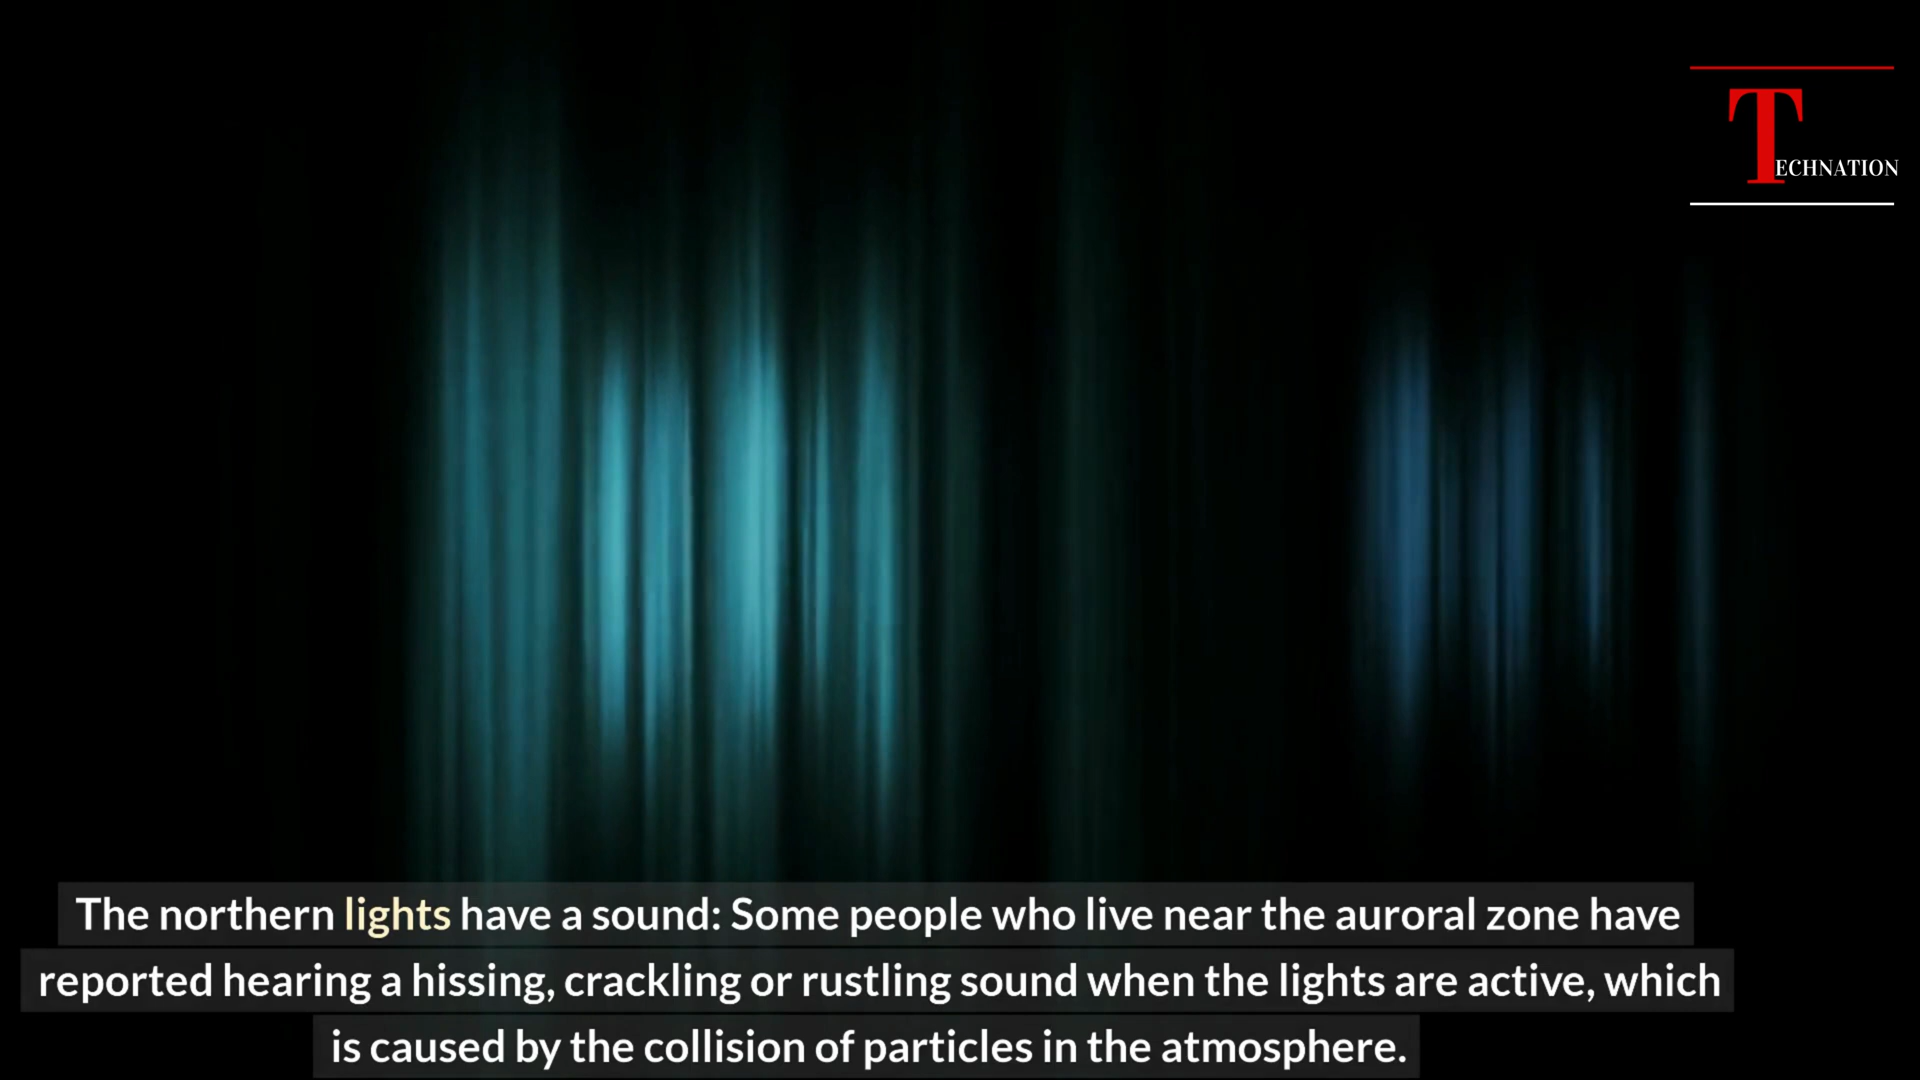 TECHNATION
The northern lights have a sound: Some people who live near the auroral zone have
reported hearing a hissing, crackling or rustling sound when the lights are active, which
is caused by the collision of particles in the atmosphere.